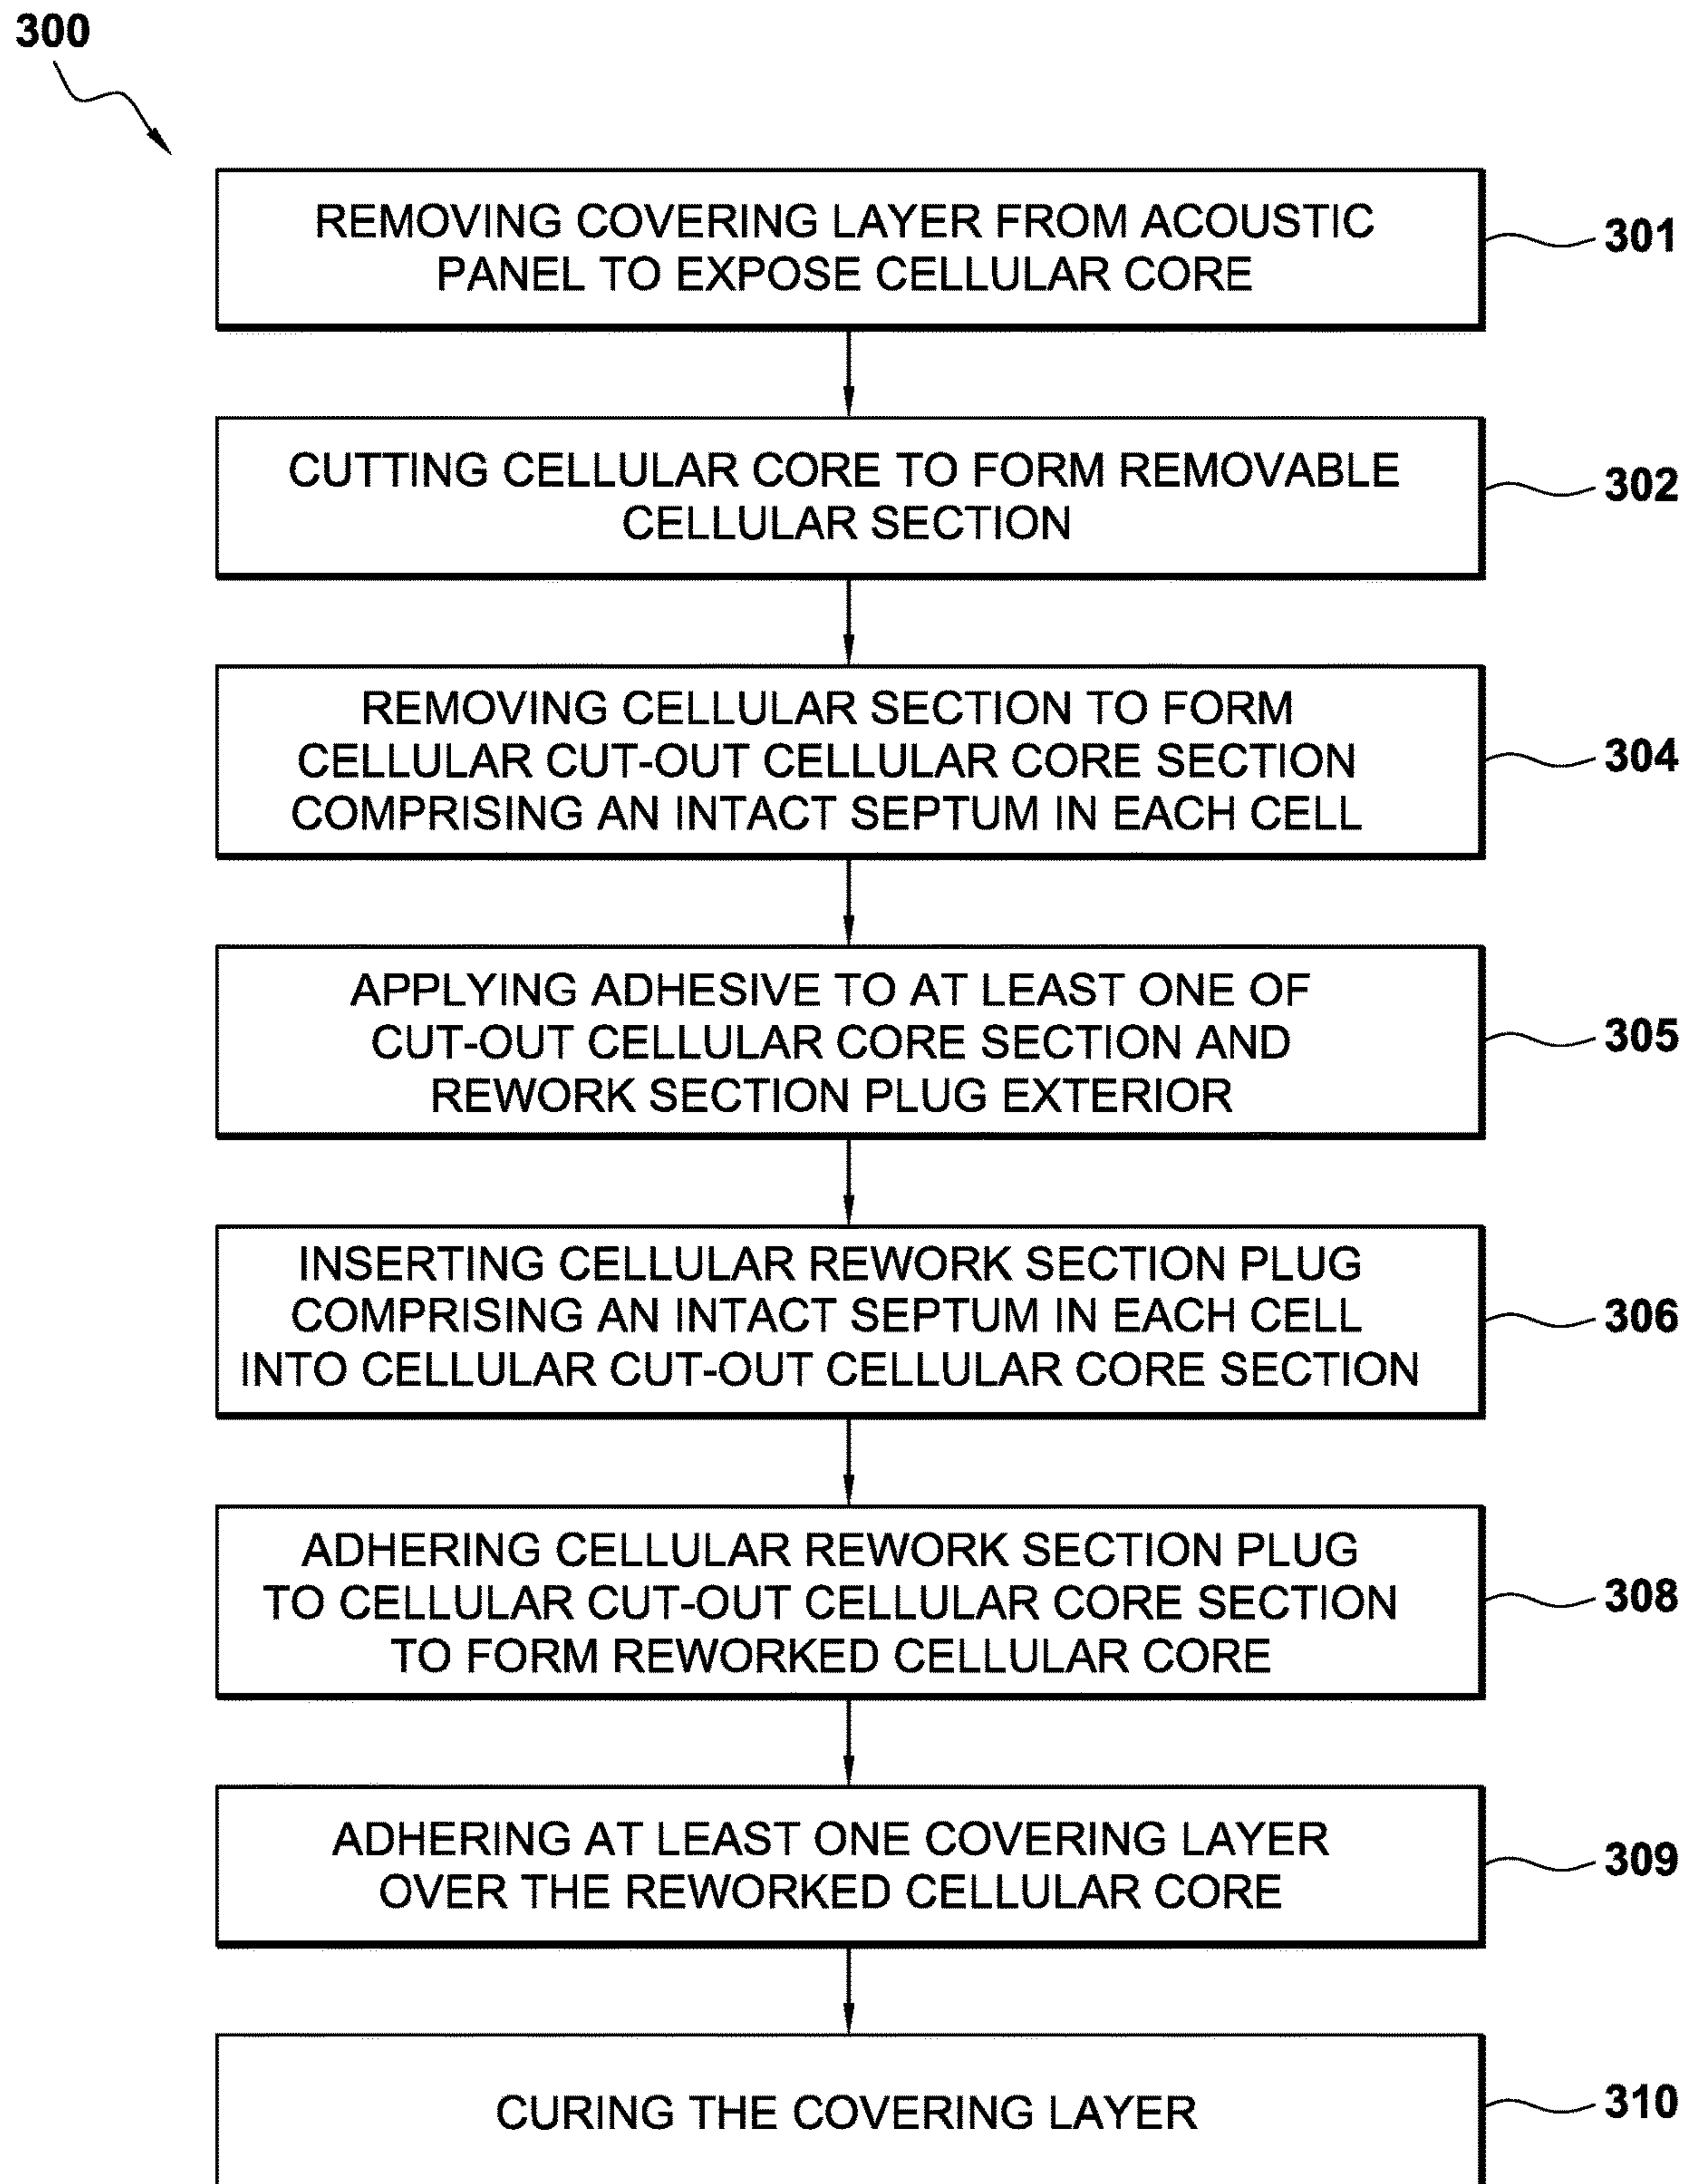 300
REMOVING COVERING LAYER FROM ACOUSTIC
PANEL TO EXPOSE CELLULAR CORE
301
CUTTING CELLULAR CORE TO FORM REMOVABLE
CELLULAR SECTION
302
REMOVING CELLULAR SECTION TO FORM
CELLULAR CUT-OUT CELLULAR CORE SECTION
COMPRISING AN INTACT SEPTUM IN EACH CELL
304
APPLYING ADHESIVE TO AT LEAST ONE OF
CUT-OUT CELLULAR CORE SECTION AND
REWORK SECTION PLUG EXTERIOR
305
INSERTING CELLULAR REWORK SECTION PLUG
COMPRISING AN INTACT SEPTUM IN EACH CELL
INTO CELLULAR CUT-OUT CELLULAR CORE SECTION
306
ADHERING CELLULAR REWORK SECTION PLUG
TO CELLULAR CUT-OUT CELLULAR CORE SECTION
TO FORM REWORKED CELLULAR CORE
308
ADHERING AT LEAST ONE COVERING LAYER
OVER THE REWORKED CELLULAR CORE
309
CURING THE COVERING LAYER
310